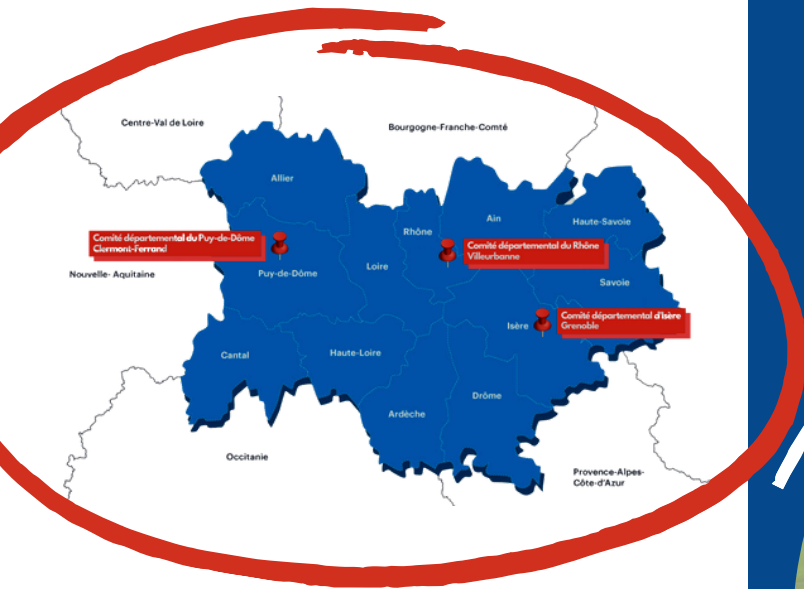 Centre-Val de Loire
Bourgogne-Franche-Comté
Allier
Ain
Haute-Savoie
Rhône
Comité départemental du Puy-de-Dôme
Clermont-Ferrand
Comité départemental du Rhône
Villeurbanne
Nouvelle- Aquitaine
Puy-de-Dôme
Loire
Savoie
Comité départemental d'Isère
Grenoble
Isère
Cantal
Haute-Loire
Drôme
Ardèche
Occitanie
Provence-Alpes-
Côte-d'Azur